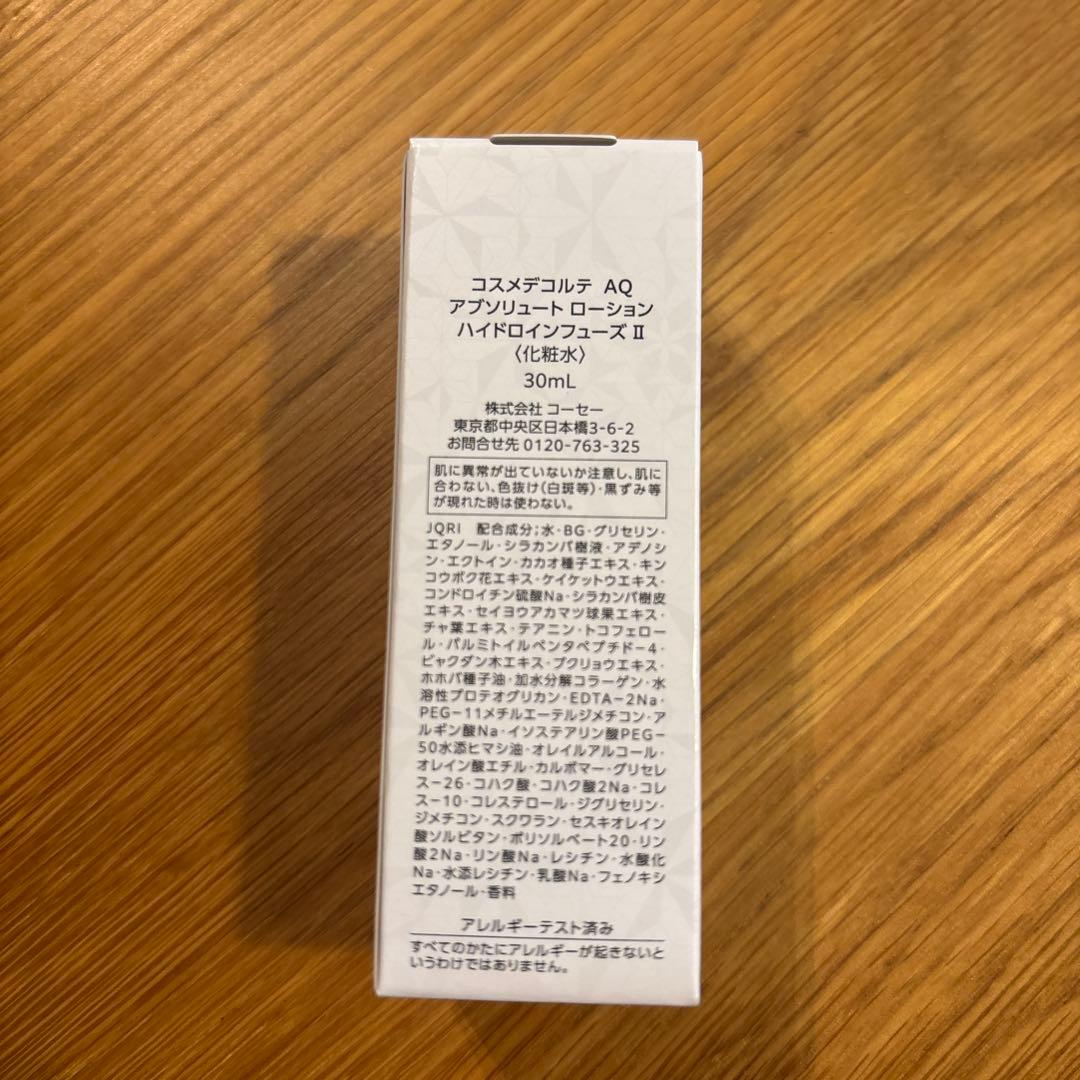 コスメデコルテ AQ
アブソリュート ローション
ハイドロインフューズ II
〈化粧水〉
30mL
株式会社 コーセー
東京都中央区日本橋3-6-2
お問合せ先 0120-763-325
肌に異常が出ていないか注意し、肌に
合わない、色抜け(白斑等)・黒ずみ等
が現れた時は使わない。
JQRI 配合成分;水・BG・グリセリン・
エタノール・シラカンバ樹液・アデノシ
ン・エクトイン・カカオ種子エキス・キン
コウボク花エキス・ケイケットウエキス・
コンドロイチン硫酸Na・シラカンバ樹皮
エキス・セイヨウアカマツ球果エキス・
チャ葉エキス・テアニン・トコフェロー
ル・パルミトイルペンタペプチド-4・
ビャクダン木エキス・ブクリョウエキス・
ホホバ種子油・加水分解コラーゲン・水
溶性プロテオグリカン・EDTA-2Na・
PEG-11メチルエーテルジメチコン・ア
ルギン酸Na・イソステアリン酸PEG-
50水添ヒマシ油・オレイルアルコール・
オレイン酸エチル・カルボマー・グリセレ
ス-26・コハク酸・コハク酸2Na・コレ
ス-10・コレステロール・ジグリセリン・
ジメチコン・スクワラン・セスキオレイン
酸ソルビタン・ポリソルベート20・リン
酸2Na・リン酸Na・レシチン・水酸化
Na・水添レシチン・乳酸Na・フェノキシ
エタノール・香料
アレルギーテスト済み
すべてのかたにアレルギーが起きないと
いうわけではありません。